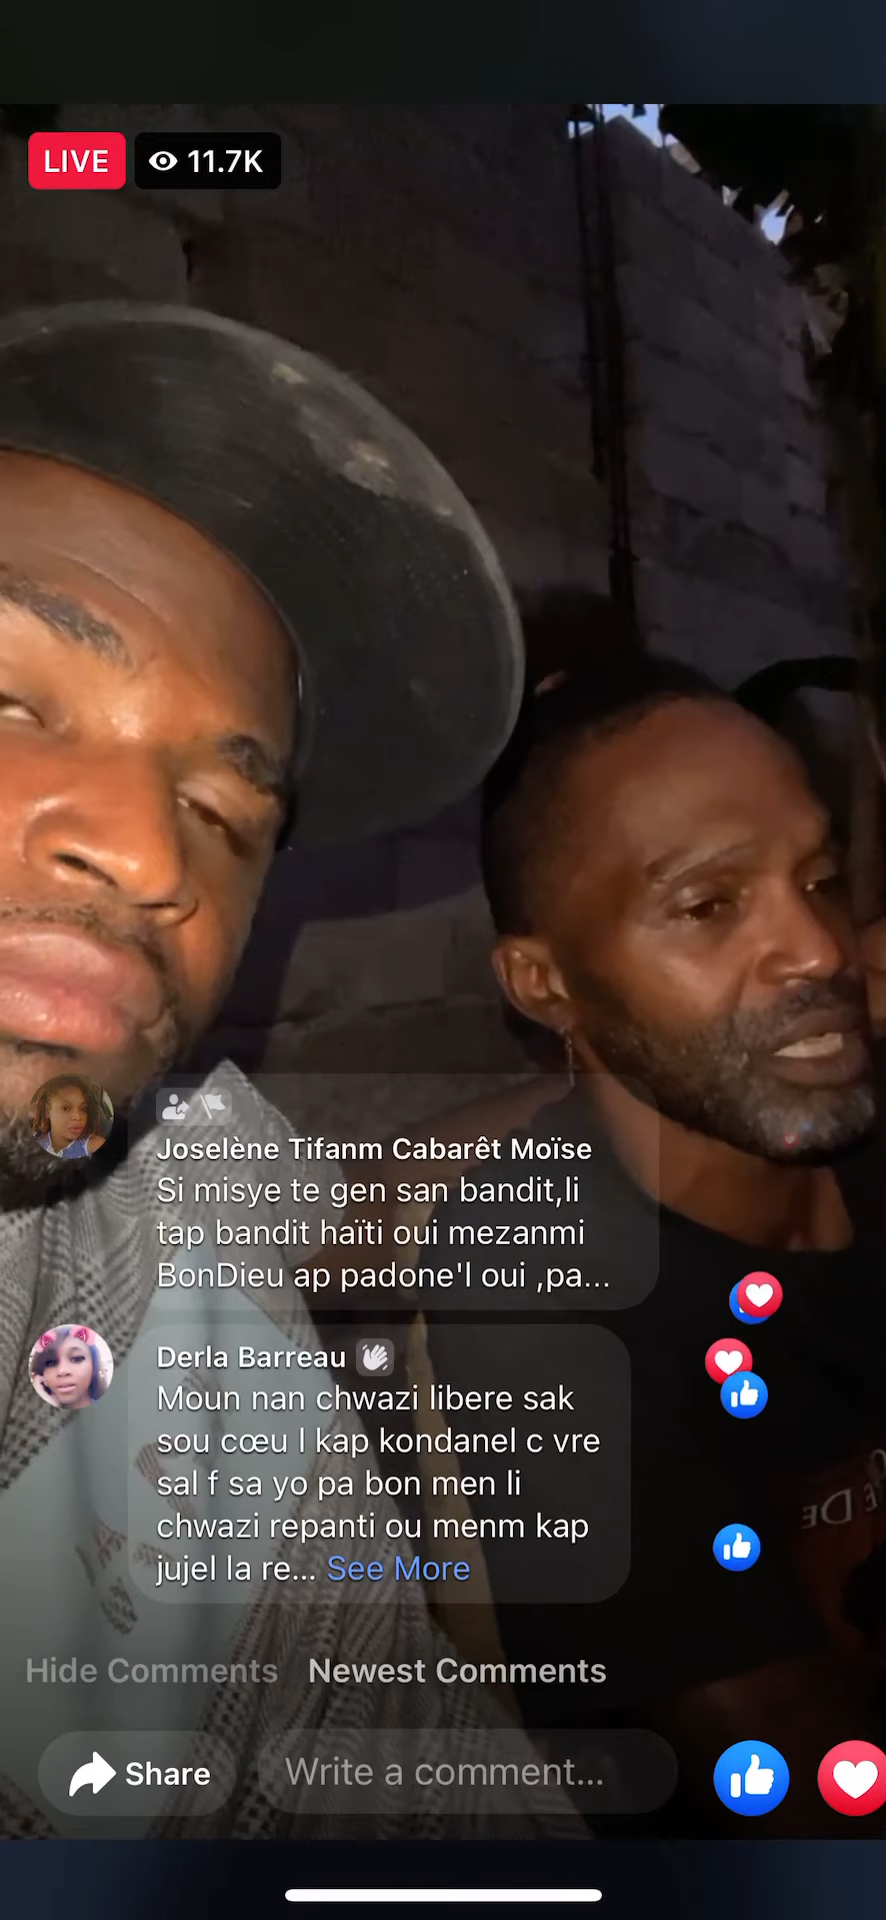 LIVE 11.7K
Joselène Tifanm Cabarêt Moïse
Si misye te gen san bandit,li
tap bandit haïti oui mezanmi
BonDieu ap padone'l oui ,pa...
Derla Barreau
Moun nan chwazi libere sak
sou cœu l kap kondanel c vre
sal f sa yo pa bon men li
chwazi repanti ou menm kap
jujel la re... See More
Hide Comments Newest Comments
Share Write a comment...